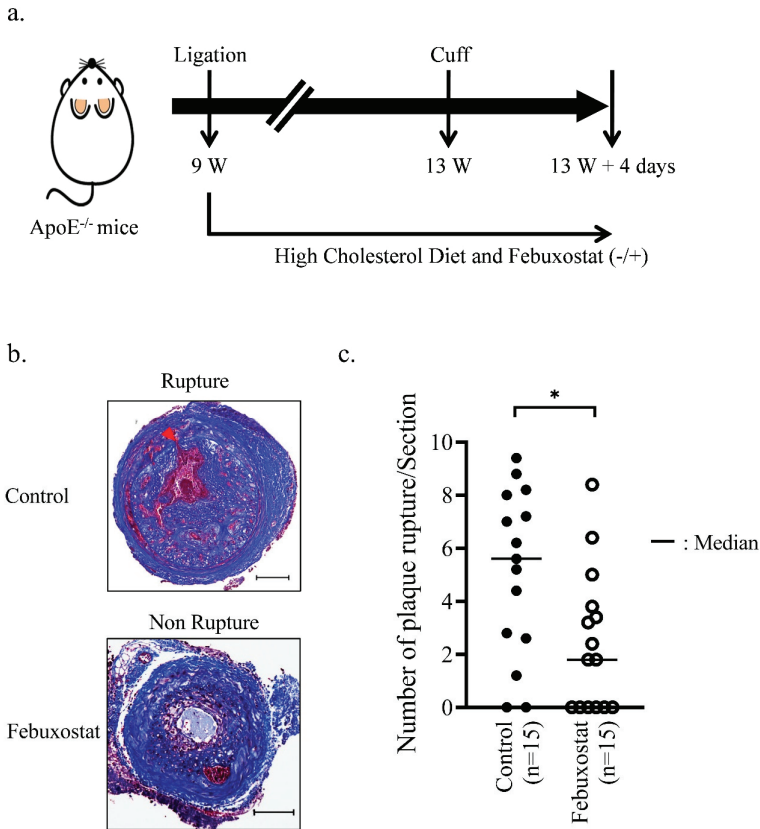 a.
Ligation
Cuff
9 W
13 W
13 W + 4 days
ApoE-/- mice
High Cholesterol Diet and Febuxostat (-/+)
b.
Rupture
Control
Non Rupture
Febuxostat
c.
*
Number of plaque rupture/Section
10
8
6
4
2
0
Control
(n=15)
Febuxostat
(n=15)
: Median